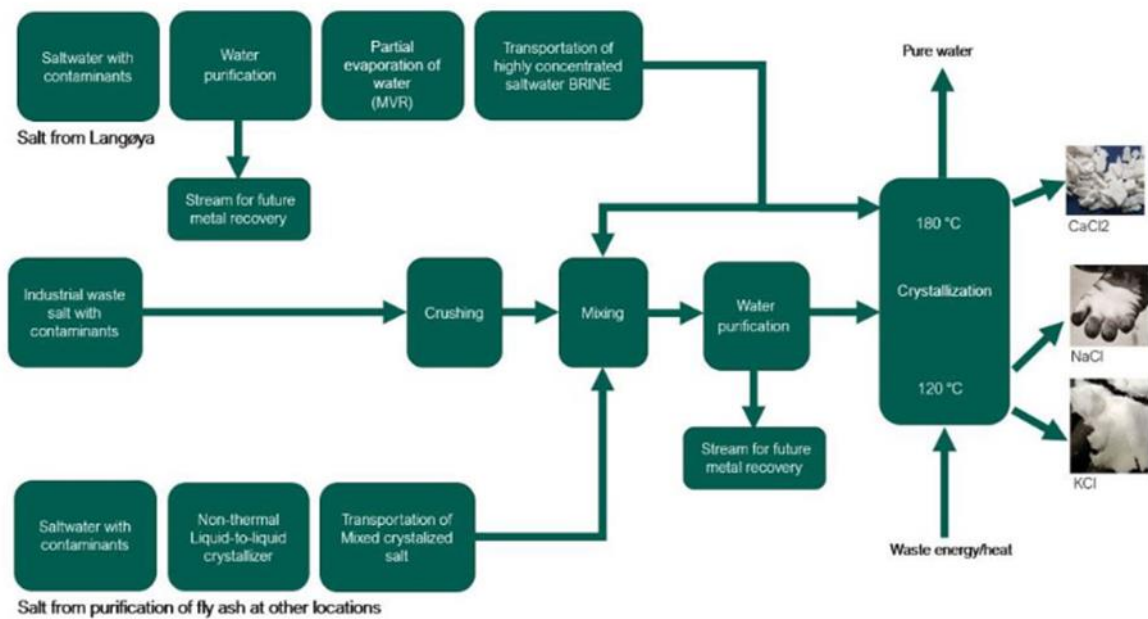 Saltwater with
contaminants
Water
purification
Partial
evaporation of
water
(MVR)
Transportation of
highly concentrated
saltwater BRINE
Pure water
Salt from Langøya
Stream for future
metal recovery
180 °C
CaCl2
Industrial waste
salt with
contaminants
Crushing
Mixing
Water
purification
Crystallization
NaCl
120 °C
Stream for future
metal recovery
KCl
Saltwater with
contaminants
Non-thermal
Liquid-to-liquid
crystallizer
Transportation of
Mixed crystalized
salt
Waste energy/heat
Salt from purification of fly ash at other locations